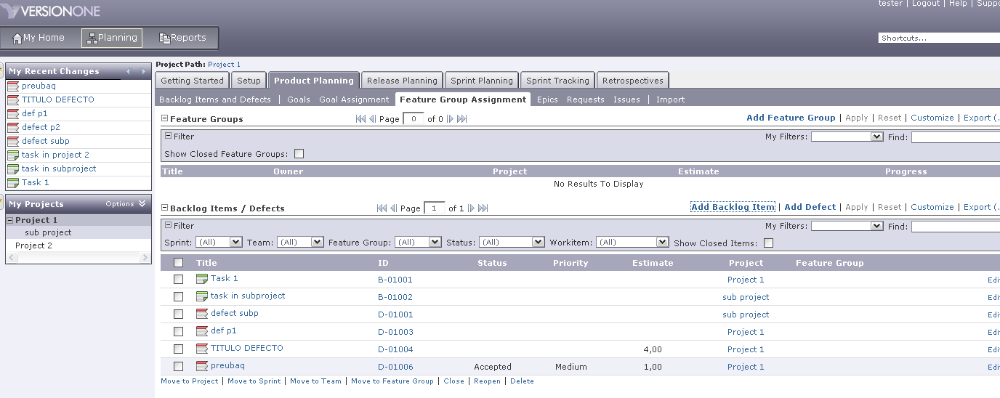 tester | Logout | Help | Suppo
VERSIONONE
My Home Planning Reports
Shortcuts...
Project Path: Project 1
My Recent Changes
preubaq
TITULO DEFECTO
def p1
defect p2
defect subp
task in project 2
task in subproject
Task 1
My Projects Options
Project 1
sub project
Project 2
Getting Started Setup Product Planning Release Planning Sprint Planning Sprint Tracking Retrospectives
Backlog Items and Defects | Goals Goal Assignment Feature Group Assignment Epics Requests Issues | Import
Feature Groups Page 0 of 0 Add Feature Group | Apply | Reset | Customize | Export (.
Filter My Filters: Find:
Show Closed Feature Groups:
Title Owner Project Estimate Progress
No Results To Display
Backlog Items / Defects Page 1 of 1 Add Backlog Item | Add Defect | Apply | Reset | Customize | Export (.
Filter My Filters: Find:
Sprint: (All) Team: (All) Feature Group: (All) Status: (All) Workitem: (All) Show Closed Items:
Title ID Status Priority Estimate Project Feature Group
Task 1 B-01001 Project 1 Edi
task in subproject B-01002 sub project Edi
defect subp D-01001 sub project Edi
def p1 D-01003 Project 1 Edi
TITULO DEFECTO D-01004 4,00 Project 1 Edi
preubaq D-01006 Accepted Medium 1,00 Project 1 Edi
Move to Project | Move to Sprint | Move to Team | Move to Feature Group | Close | Reopen | Delete